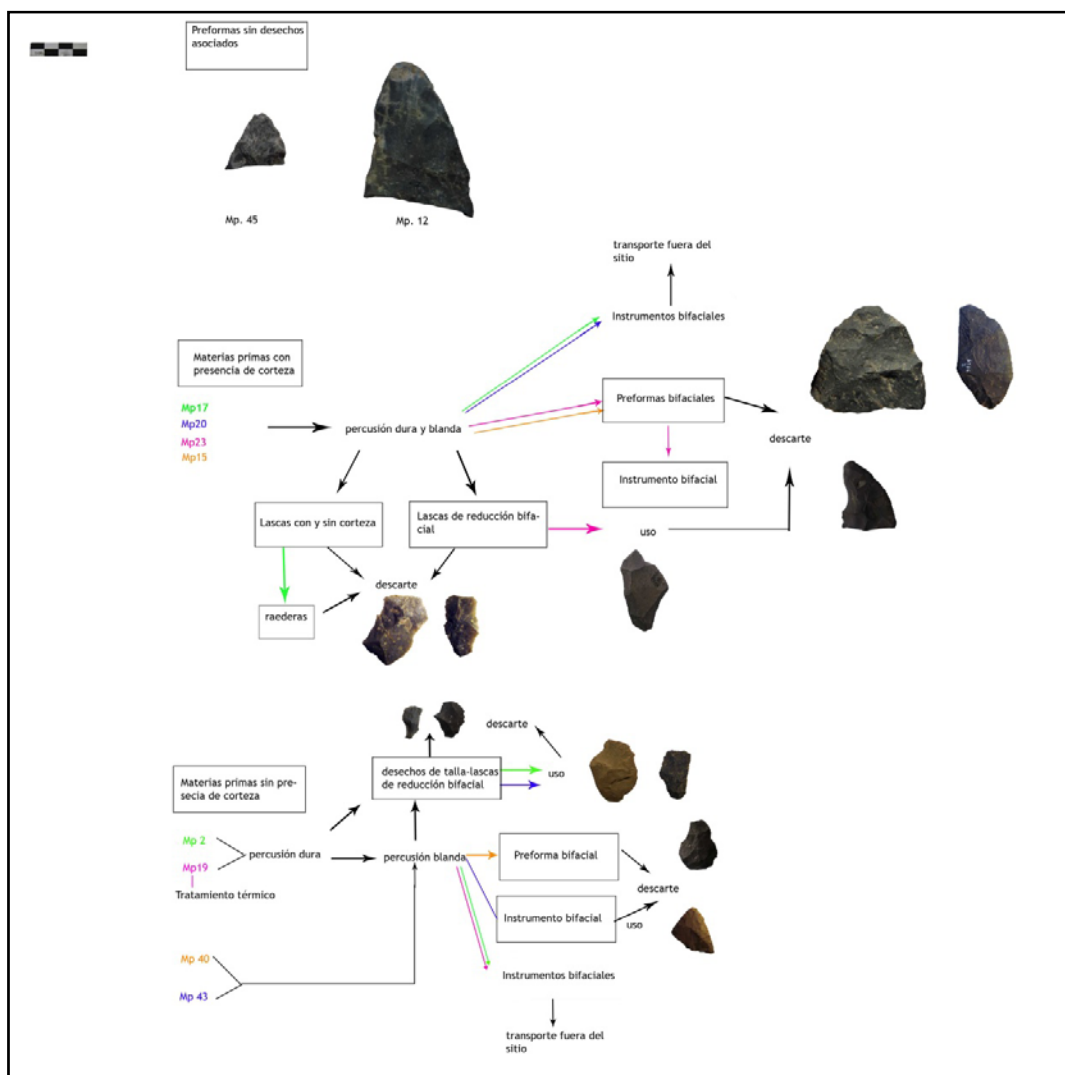 Preformas sin desechos
asociados
Mp. 45
Mp. 12
transporte fuera del
sitio
Instrumentos bifaciales
Materias primas con
presencia de corteza
Mp17
Mp20
Mp23
Mp15
percusión dura y blanda
Preformas bifaciales
descarte
Instrumento bifacial
Lascas con y sin corteza
Lascas de reducción bifa-
cial
uso
descarte
raederas
descarte
desechos de talla-lascas
de reducción bifacial
uso
Materias primas sin pre-
secia de corteza
Mp 2
percusión dura
percusión blanda
Preforma bifacial
Mp19
Tratamiento térmico
descarte
Instrumento bifacial
uso
Mp 40
Instrumentos bifaciales
Mp 43
transporte fuera del
sitio